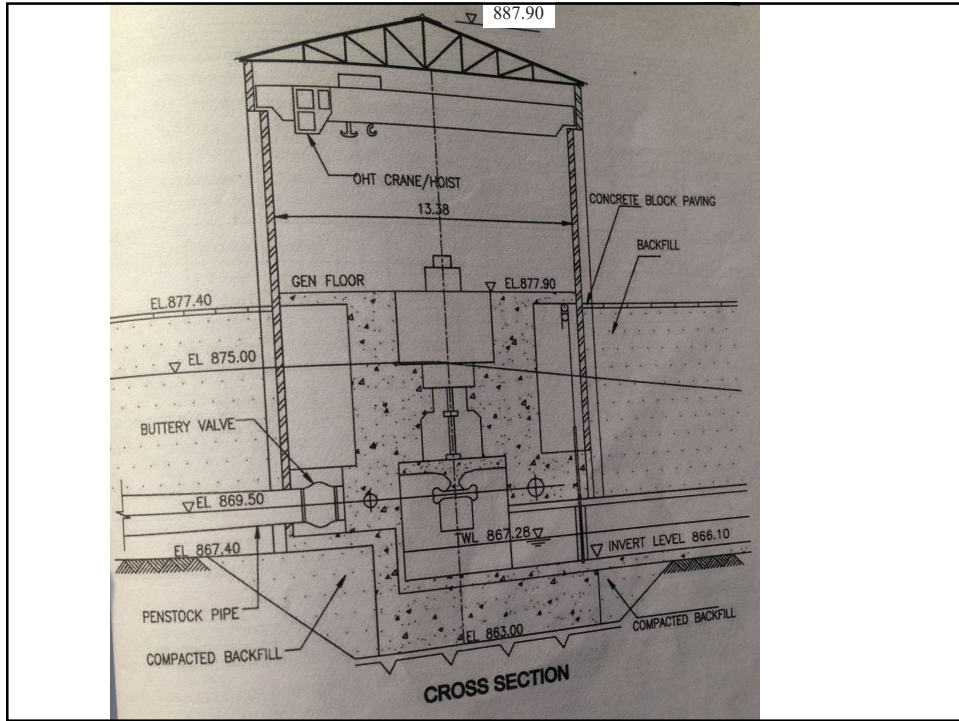 887.90
OHT CRANE/HOIST
13.38
CONCRETE BLOCK PAVING
BACKFILL
GEN FLOOR
EL.877.90
EL.877.40
EL 875.00
BUTTERY VALVE
EL 869.50
TWL 867.28
INVERT LEVEL 866.10
EL 867.40
PENSTOCK PIPE
COMPACTED BACKFILL
EL 863.00
COMPACTED BACKFILL
CROSS SECTION